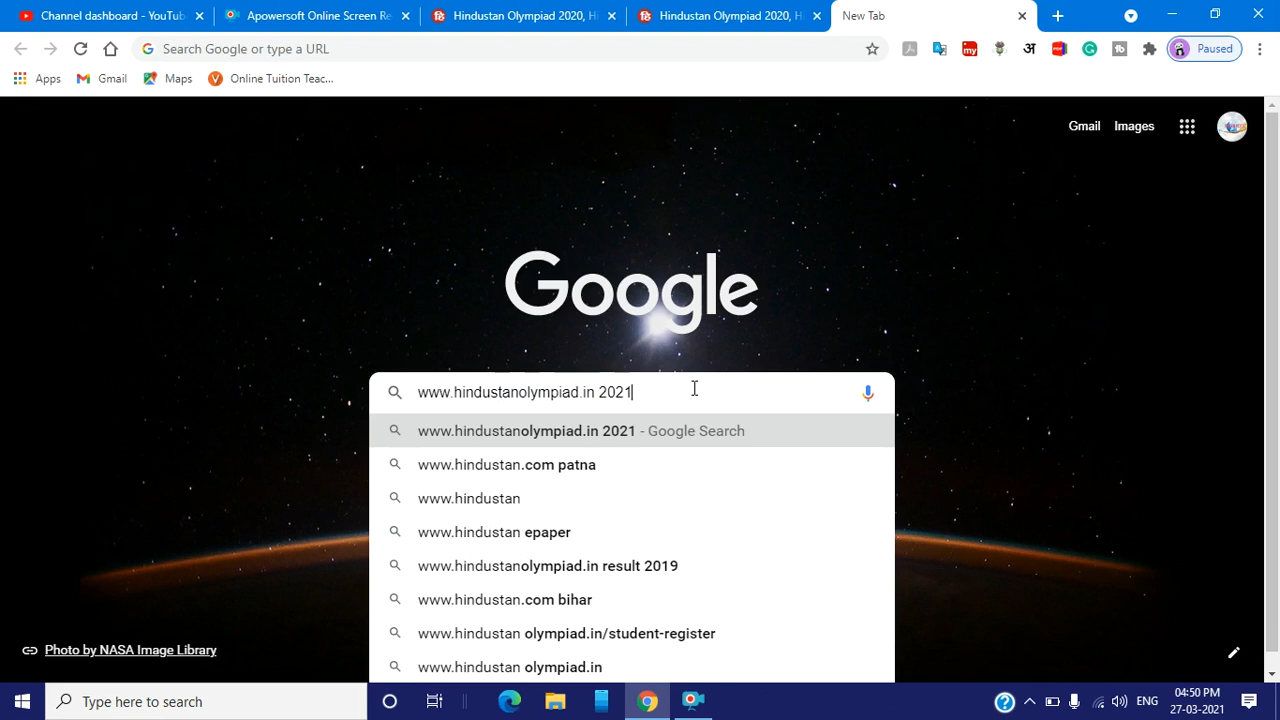 Channel dashboard - YouTub
Apowersoft Online Screen Re
Hindustan Olympiad 2020, Hi
Hindustan Olympiad 2020, Hi
New Tab
Search Google or type a URL
Paused
Apps
Gmail
Maps
Online Tuition Teac...
Gmail
Images
Google
www.hindustanolympiad.in 2021
www.hindustanolympiad.in 2021 - Google Search
www.hindustan.com patna
www.hindustan
www.hindustan epaper
www.hindustanolympiad.in result 2019
www.hindustan.com bihar
www.hindustan olympiad.in/student-register
www.hindustan olympiad.in
Photo by NASA Image Library
Type here to search
ENG
04:50 PM
27-03-2021